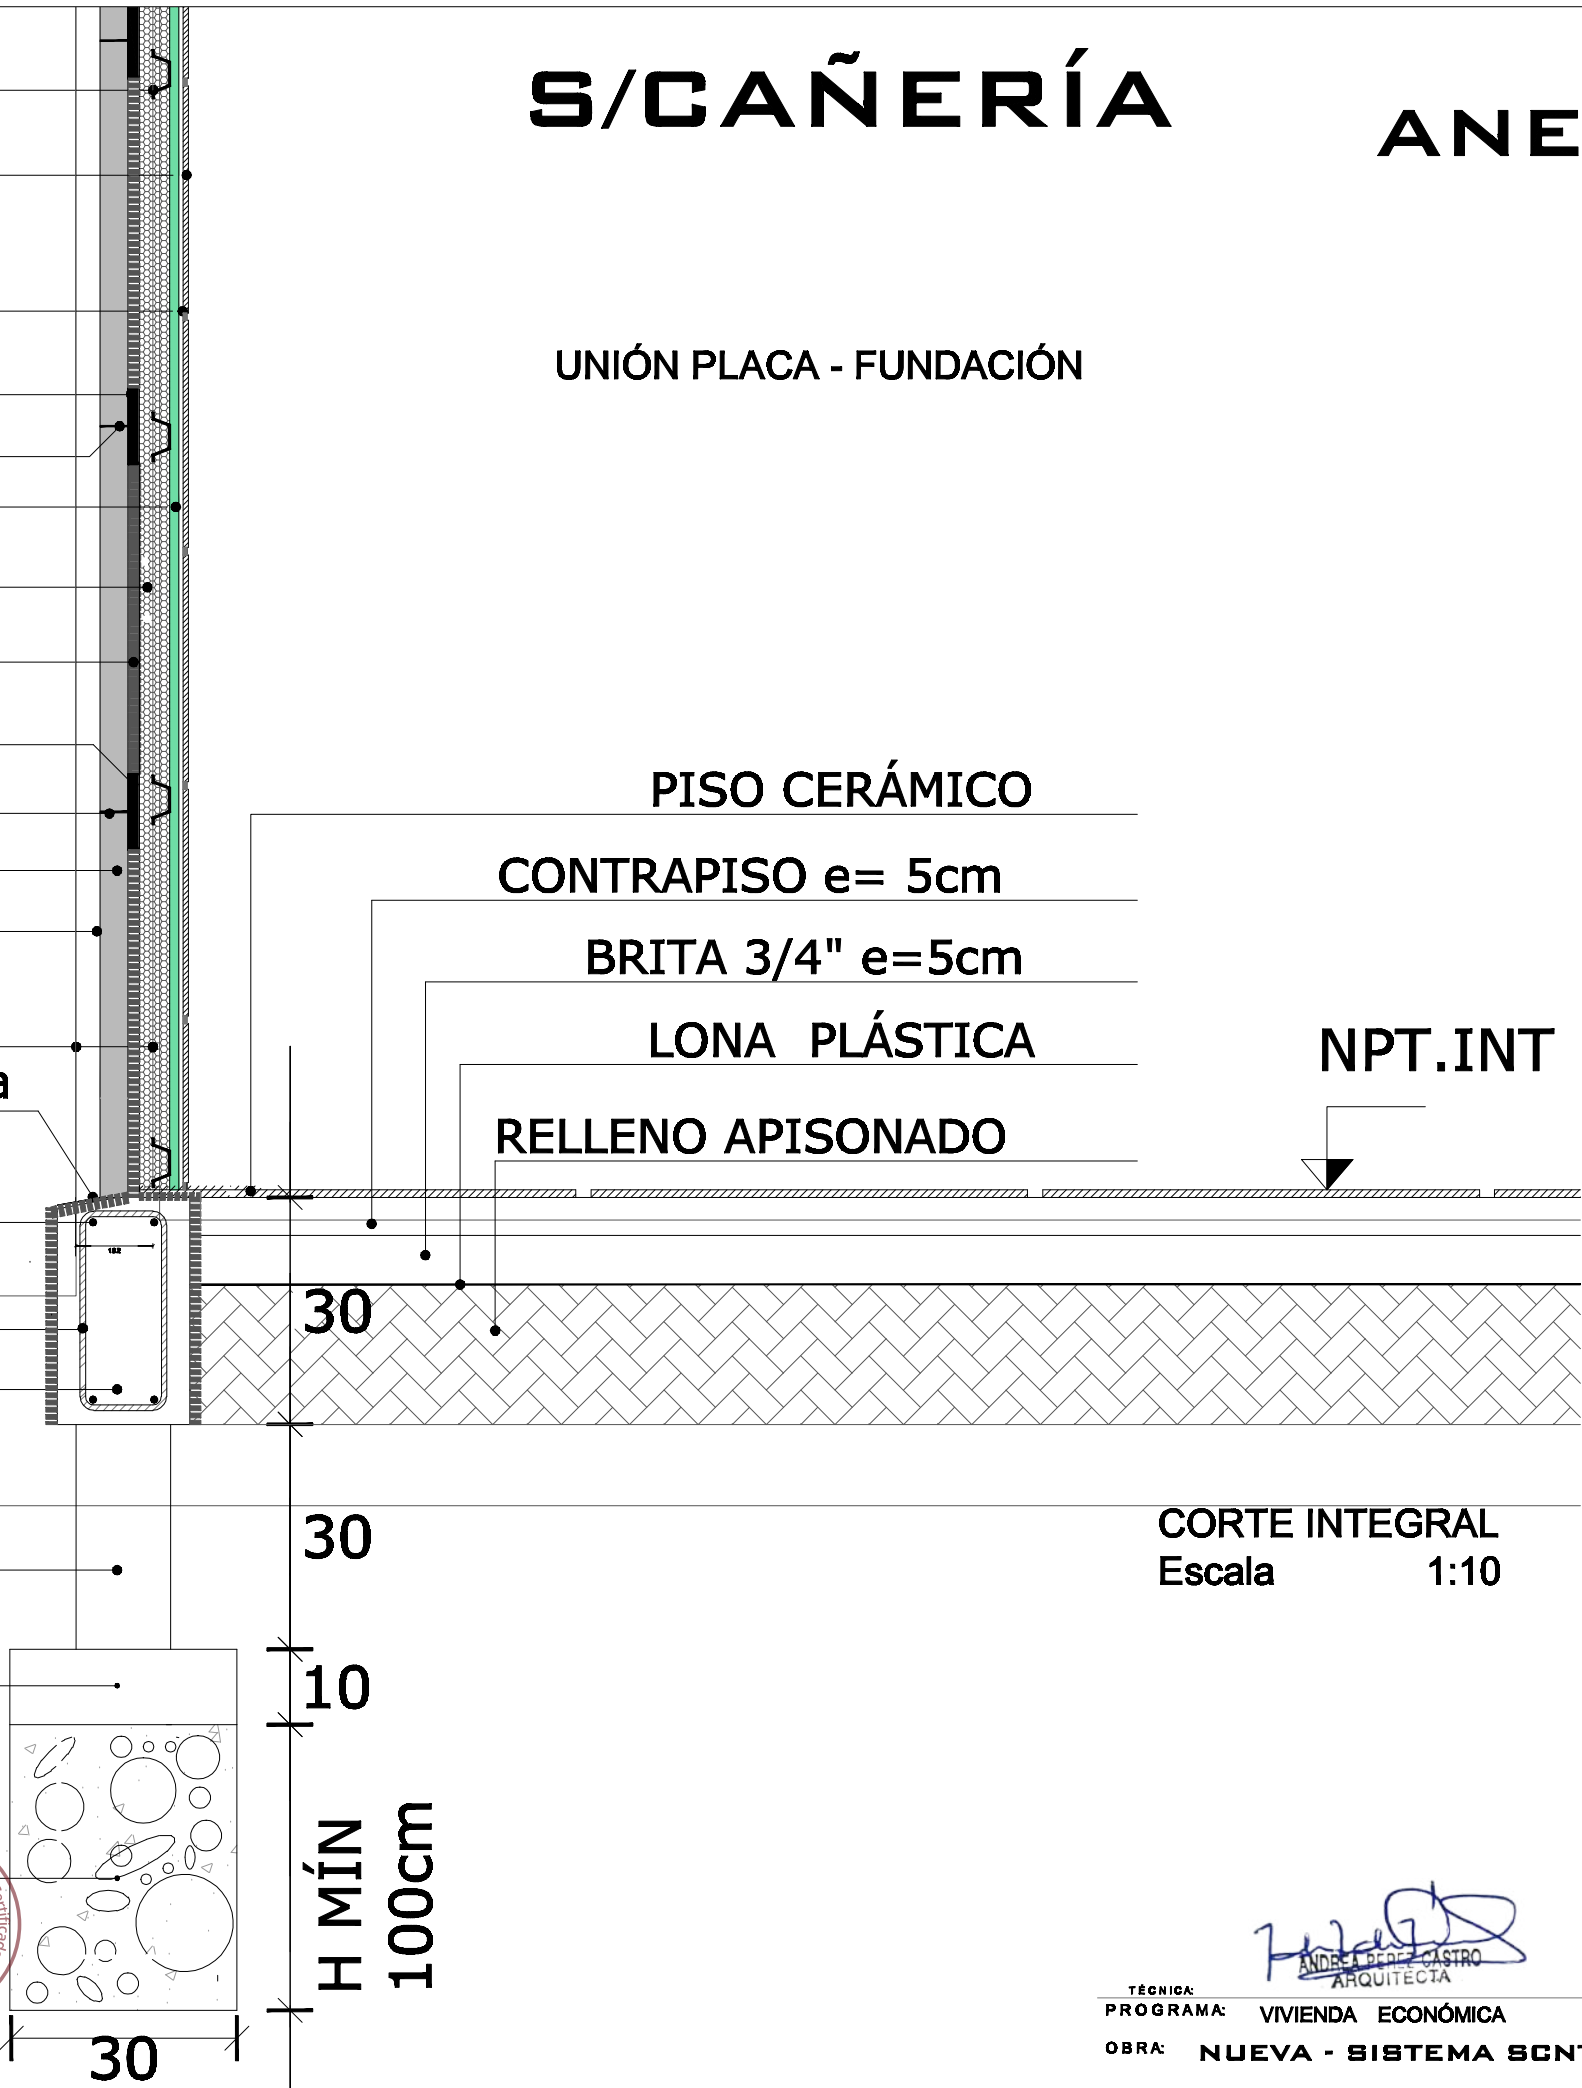 S/CAÑERÍA
ANE
UNIÓN PLACA - FUNDACIÓN
PISO CERÁMICO
CONTRAPISO e= 5cm
BRITA 3/4" e=5cm
LONA PLÁSTICA
RELLENO APISONADO
NPT.INT
a
30
30
10
H MÍN
100cm
30
CORTE INTEGRAL
Escala 1:10
certificad
ANDREA PEREZ CASTRO
ARQUITECTA
TÉCNICA:
PROGRAMA: VIVIENDA ECONÓMICA
OBRA: NUEVA - SISTEMA SCNT